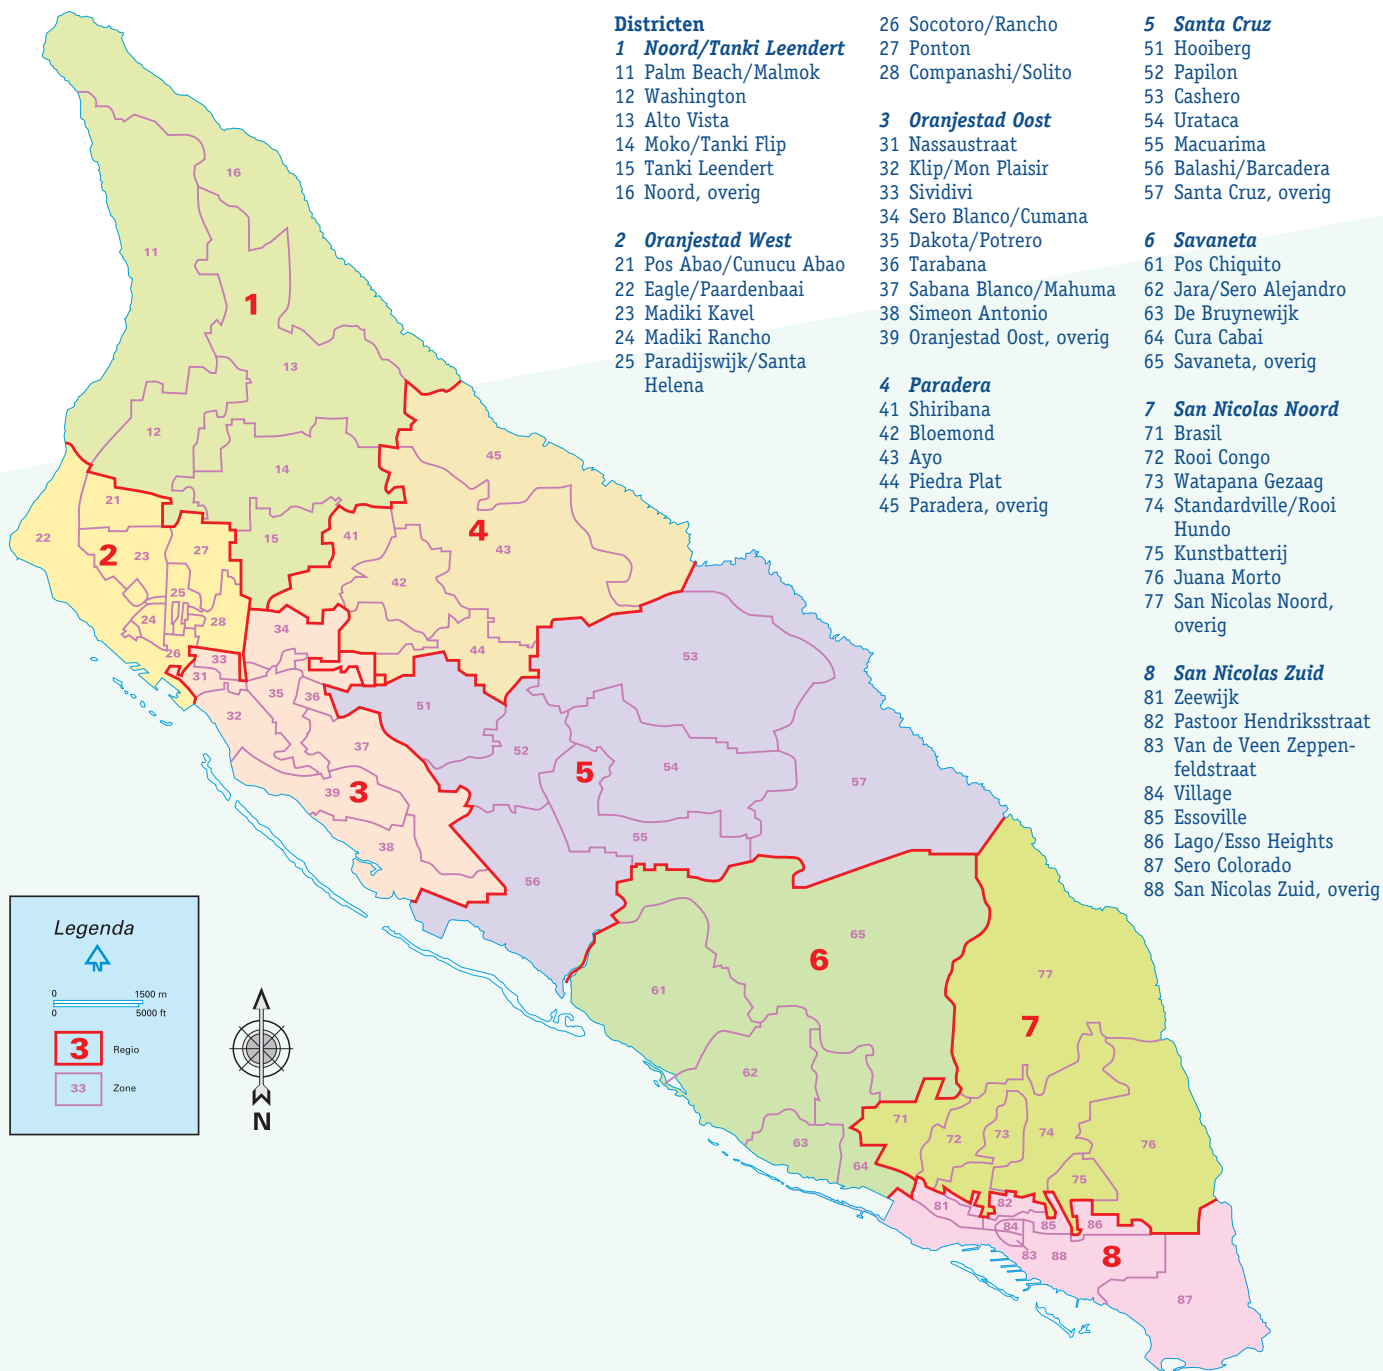 Districten
1 Noord/Tanki Leendert
11 Palm Beach/Malmok
12 Washington
13 Alto Vista
14 Moko/Tanki Flip
15 Tanki Leendert
16 Noord, overig
2 Oranjestad West
21 Pos Abao/Cunucu Abao
22 Eagle/Paardenbaai
23 Madiki Kavel
24 Madiki Rancho
25 Paradijswijk/Santa
Helena
26 Socotoro/Rancho
27 Ponton
28 Companashi/Solito
3 Oranjestad Oost
31 Nassaustraat
32 Klip/Mon Plaisir
33 Sividivi
34 Sero Blanco/Cumana
35 Dakota/Potrero
36 Tarabana
37 Sabana Blanco/Mahuma
38 Simeon Antonio
39 Oranjestad Oost, overig
4 Paradera
41 Shiribana
42 Bloemond
43 Ayo
44 Piedra Plat
45 Paradera, overig
5 Santa Cruz
51 Hooiberg
52 Papilon
53 Cashero
54 Urataca
55 Macuarima
56 Balashi/Barcadera
57 Santa Cruz, overig
6 Savaneta
61 Pos Chiquito
62 Jara/Sero Alejandro
63 De Bruynewijk
64 Cura Cabai
65 Savaneta, overig
7 San Nicolas Noord
71 Brasil
72 Rooi Congo
73 Watapana Gezaag
74 Standardville/Rooi
Hundo
75 Kunstbatterij
76 Juana Morto
77 San Nicolas Noord,
overig
8 San Nicolas Zuid
81 Zeewijk
82 Pastoor Hendriksstraat
83 Van de Veen Zeppen-
feldstraat
84 Village
85 Essoville
86 Lago/Esso Heights
87 Sero Colorado
88 San Nicolas Zuid, overig
16
11
1
13
12
14
45
21
15
41
4
43
22
2
23
27
42
25
24
28
34
44
26
33
53
31
35
36
51
32
37
52
5
54
57
39
3
38
55
56
65
6
61
77
7
62
71
72
73
74
76
63
64
75
81
82
84
85
86
83
88
8
87
Legenda
N
0 1500 m
0 5000 ft
3 Regio
33 Zone
N